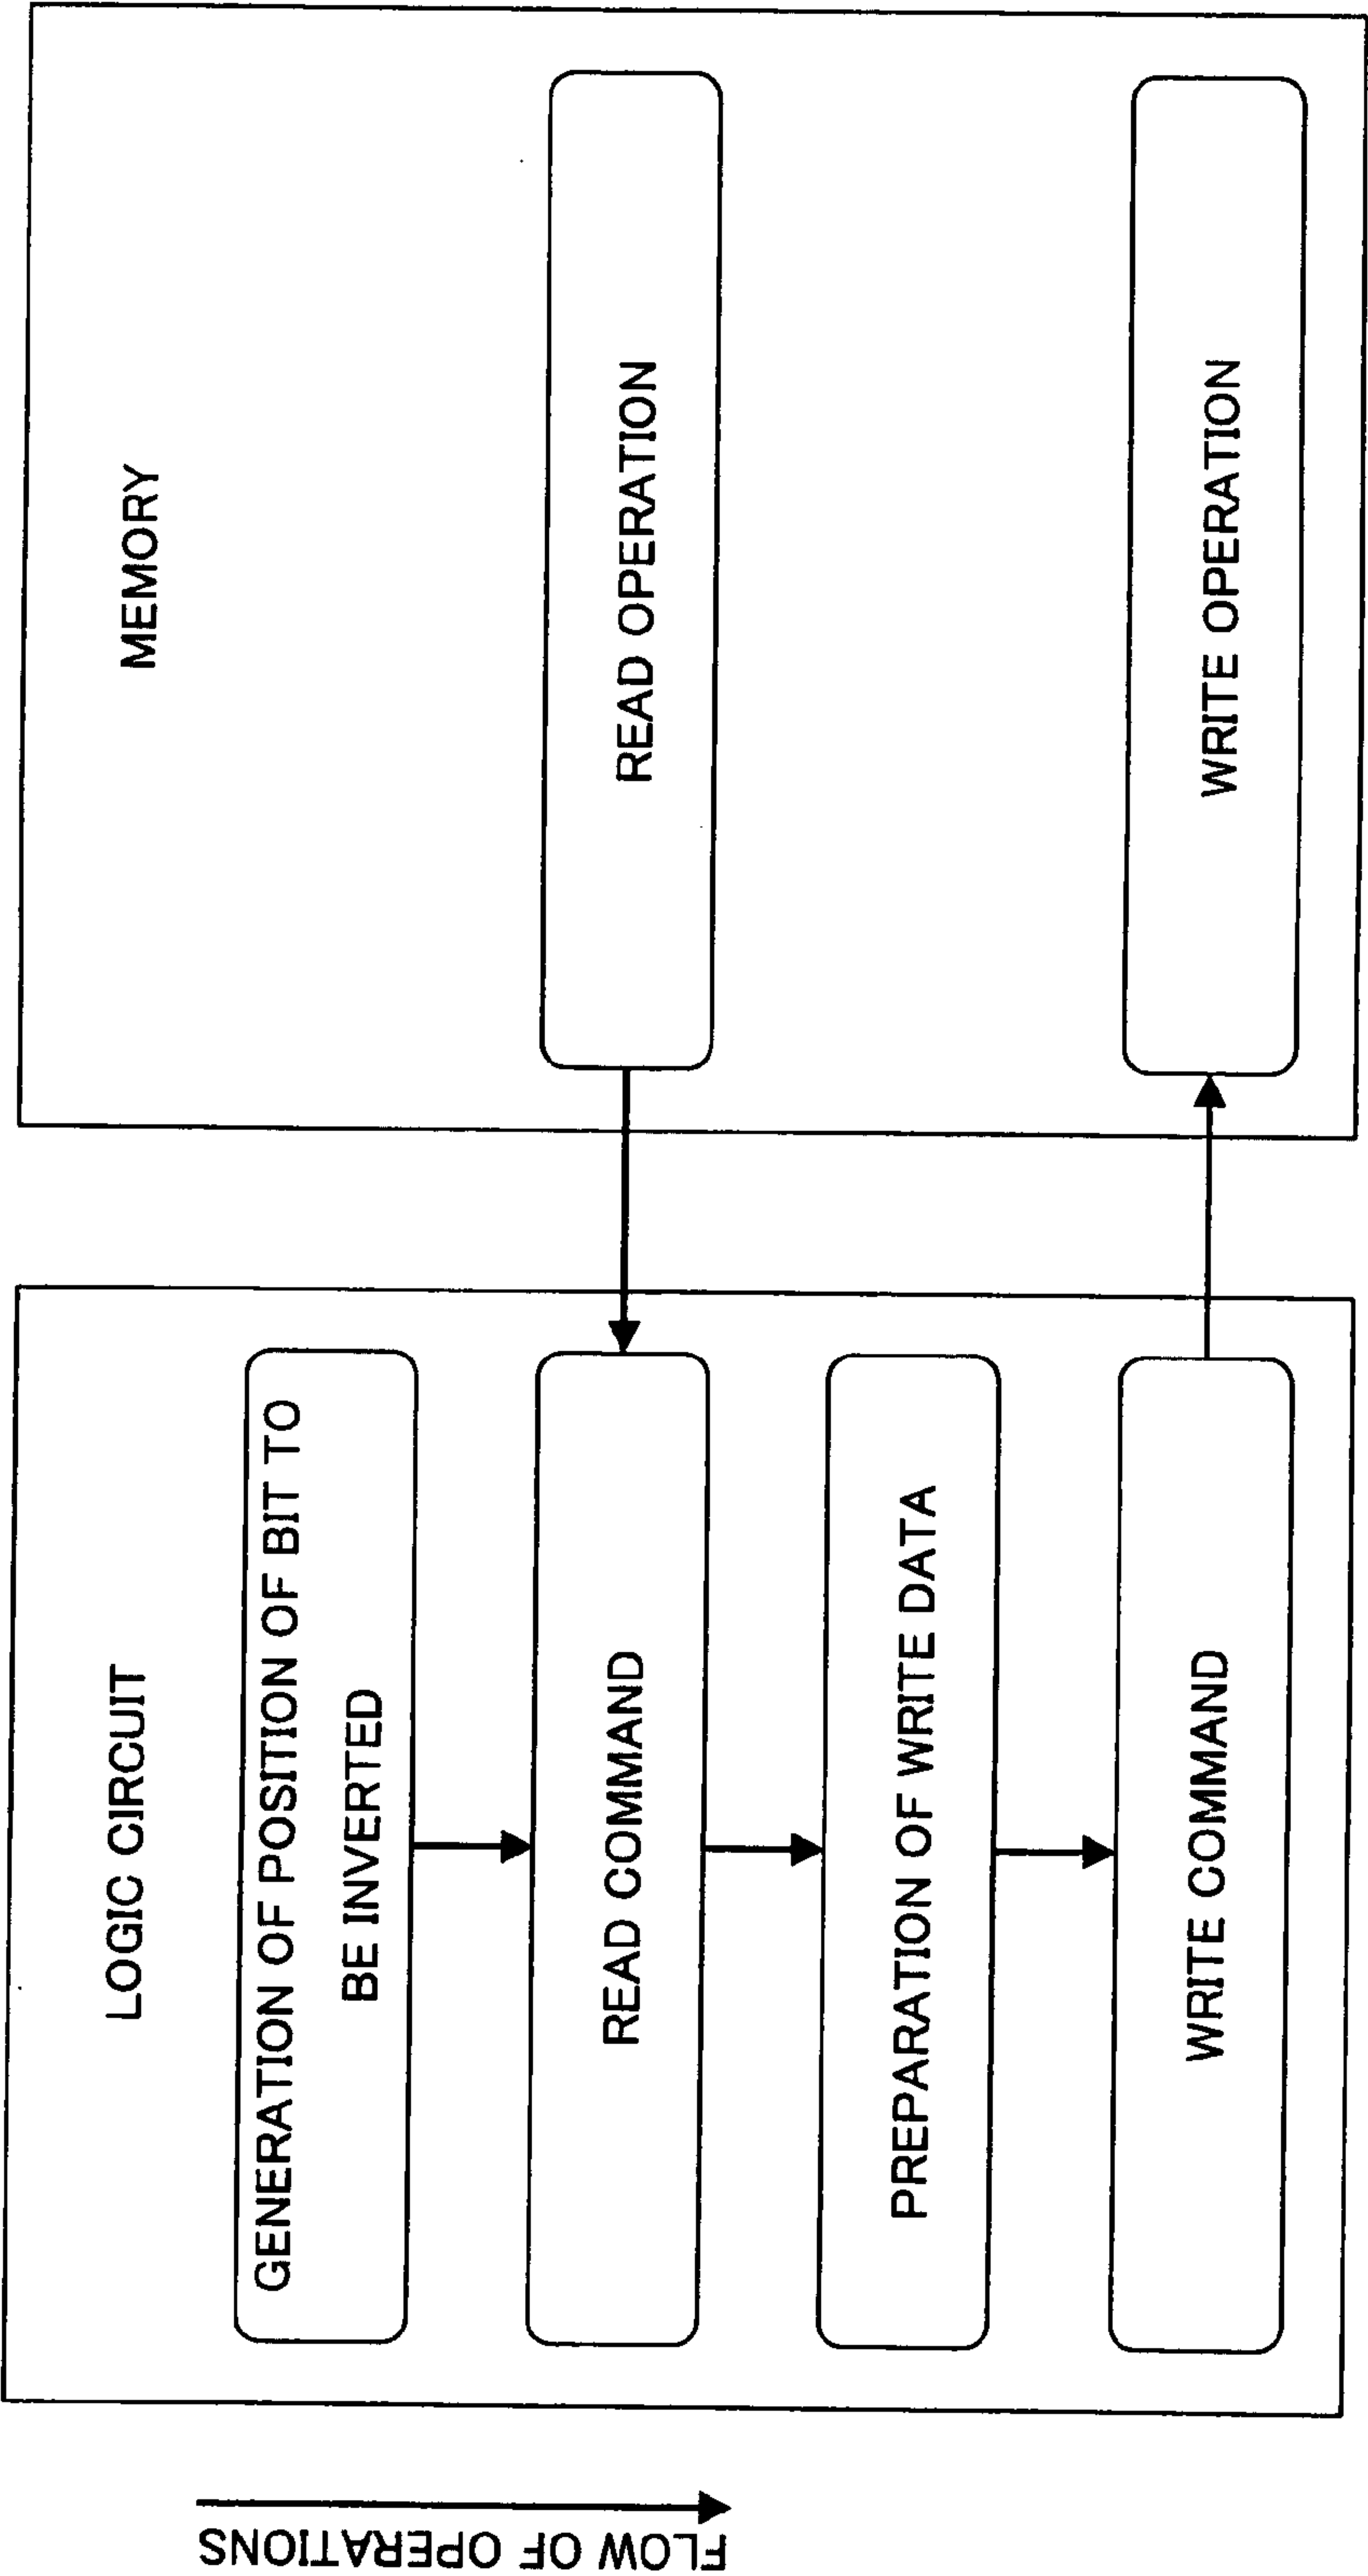 FLOW OF OPERATIONS
LOGIC CIRCUIT
GENERATION OF POSITION OF BIT TO
BE INVERTED
READ COMMAND
PREPARATION OF WRITE DATA
WRITE COMMAND
MEMORY
READ OPERATION
WRITE OPERATION